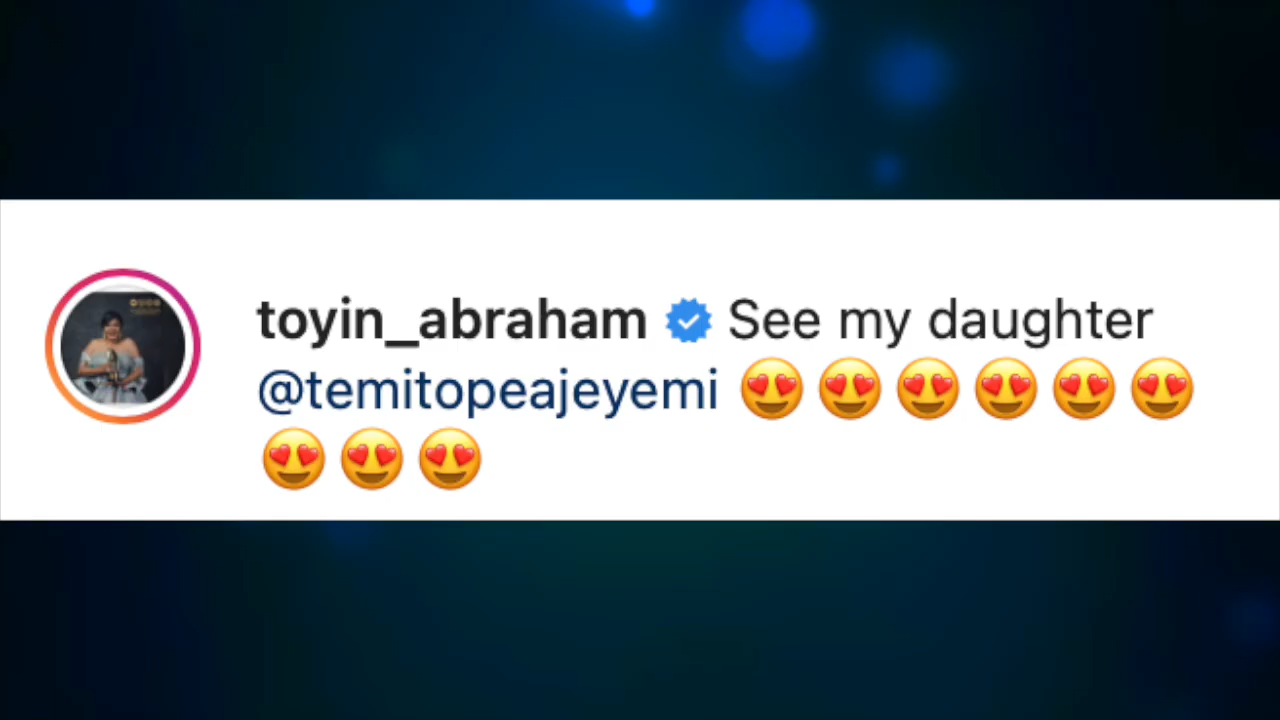 toyin_abraham See my daughter
@temitopeajeyemi 😍😍😍😍😍😍
😍😍😍